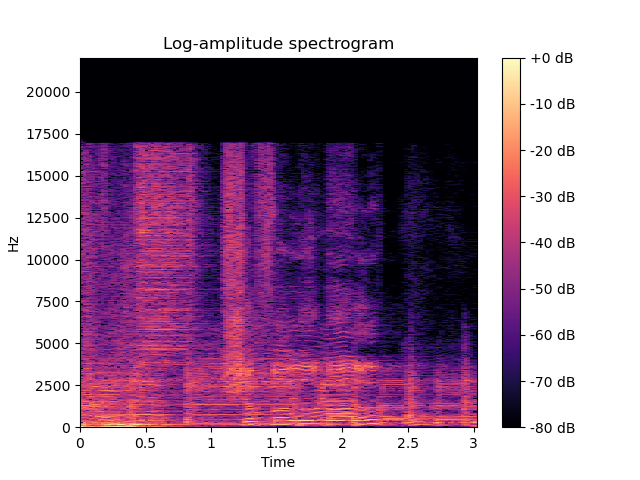 Log-amplitude spectrogram
Hz
20000
17500
15000
12500
10000
7500
5000
2500
0
0 0.5 1 1.5 2 2.5 3
Time
+0 dB
-10 dB
-20 dB
-30 dB
-40 dB
-50 dB
-60 dB
-70 dB
-80 dB